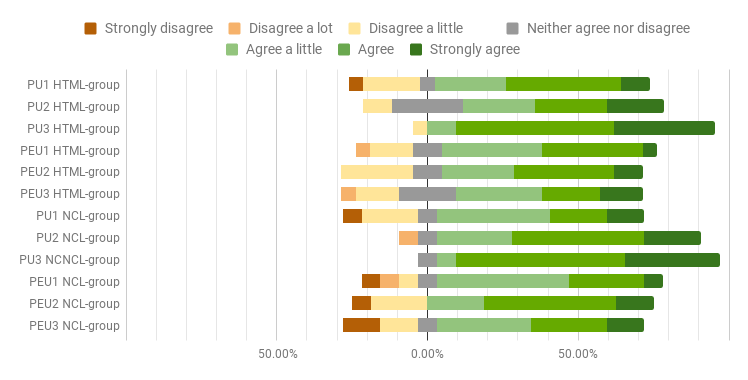 Strongly disagree Disagree a lot Disagree a little Neither agree nor disagree
Agree a little Agree Strongly agree
PU1 HTML-group
PU2 HTML-group
PU3 HTML-group
PEU1 HTML-group
PEU2 HTML-group
PEU3 HTML-group
PU1 NCL-group
PU2 NCL-group
PU3 NCNCL-group
PEU1 NCL-group
PEU2 NCL-group
PEU3 NCL-group
50.00% 0.00% 50.00%